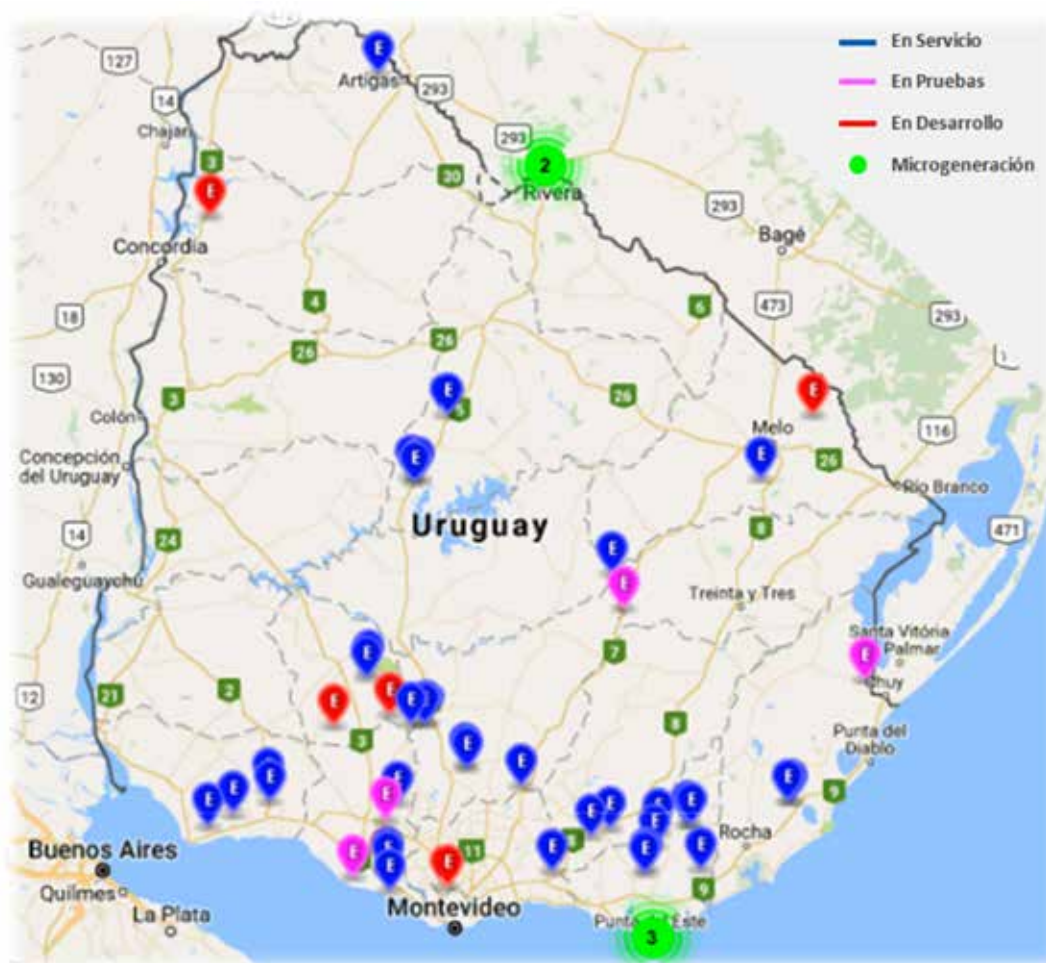 En Servicio
En Pruebas
En Desarrollo
Microgeneración
E
Artigas
127
293
14
Chajarí
293
3
2
30
Rivera
E
293
Bagé
Concordia
473
6
4
293
18
26
26
E
E
130
3
5
26
Colón
Melo
116
E
E
26
Concepción
del Uruguay
Río Branco
Uruguay
14
24
8
471
E
Gualeguaychú
E
Treinta y Tres
Santa Vitória
Palmar
E
E
7
Chuy
12
21
2
E
E
E
E
8
3
Punta del
Diablo
E
E
E
E
E
E
9
E
E
E
E
E
E
E
E
Rocha
E
E
E
E
11
E
E
8
E
E
Buenos Aires
Quilmes
9
La Plata
Montevideo
Punta del Este
3